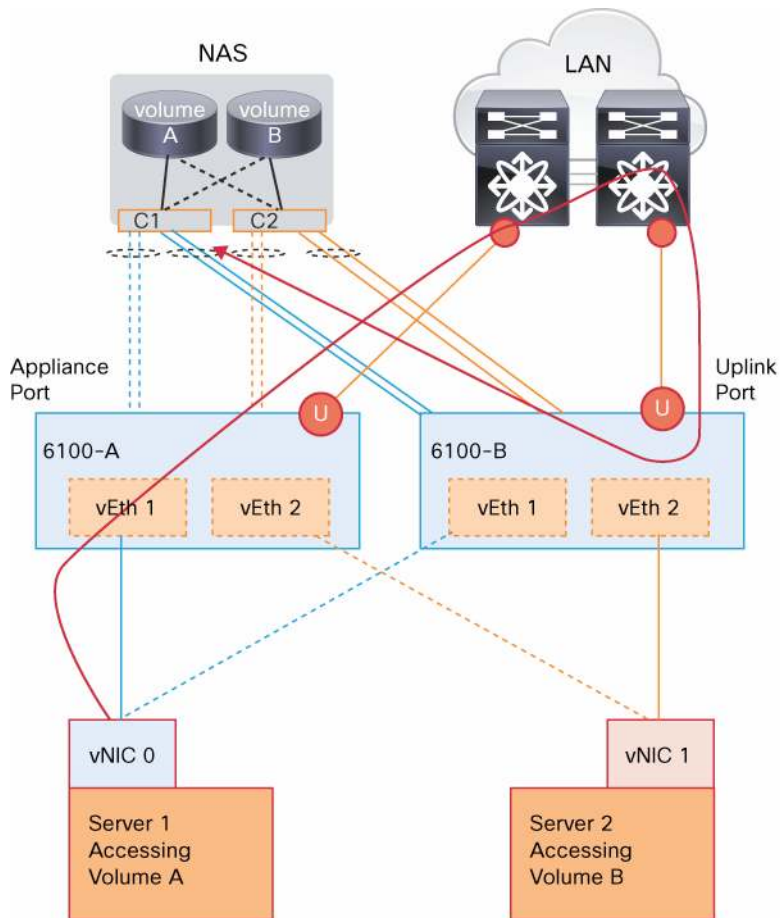 NAS
LAN
volume
A
volume
B
C1
C2
Appliance
Port
Uplink
Port
U
U
6100-A
6100-B
vEth 1
vEth 2
vEth 1
vEth 2
vNIC 0
vNIC 1
Server 1
Accessing
Volume A
Server 2
Accessing
Volume B